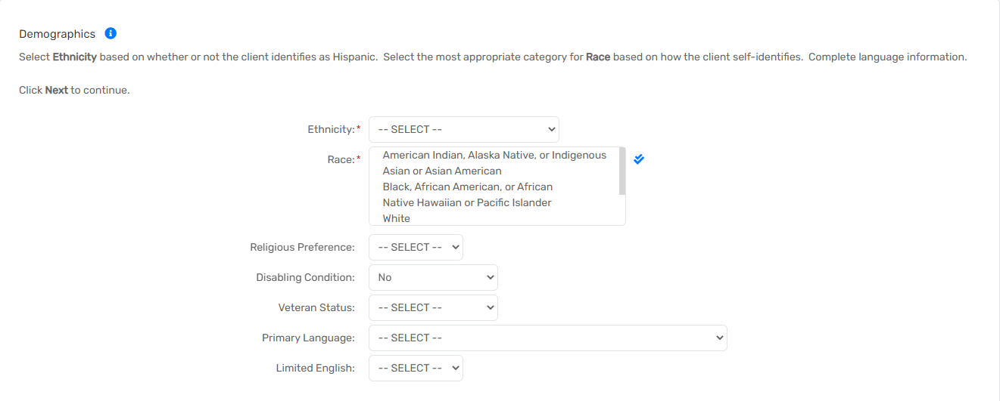 Demographics
Select Ethnicity based on whether or not the client identifies as Hispanic. Select the most appropriate category for Race based on how the client self-identifies. Complete language information.
Click Next to continue.
Ethnicity:* -- SELECT --
Race:* American Indian, Alaska Native, or Indigenous
Asian or Asian American
Black, African American, or African
Native Hawaiian or Pacific Islander
White
Religious Preference: -- SELECT --
Disabling Condition: No
Veteran Status: -- SELECT --
Primary Language: -- SELECT --
Limited English: -- SELECT --